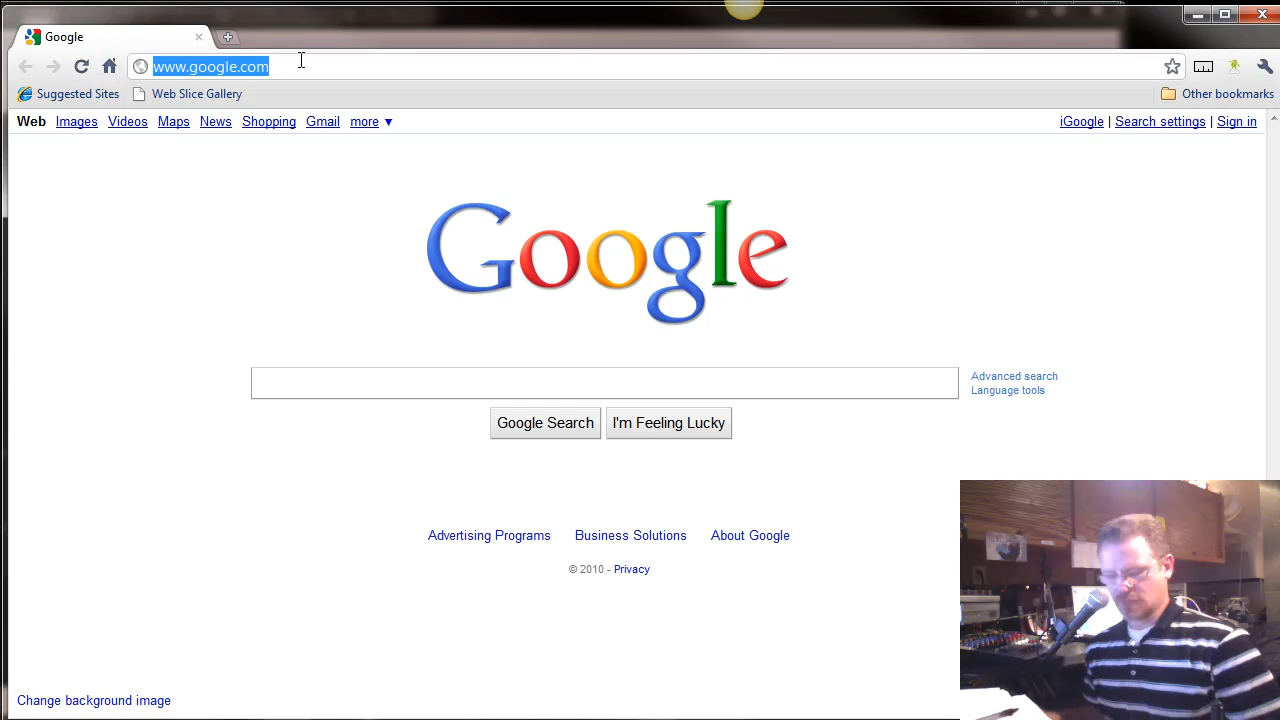 Google
www.google.com
Suggested Sites Web Slice Gallery Other bookmarks
Web Images Videos Maps News Shopping Gmail more ▼ iGoogle | Search settings | Sign in
Google
Advanced search
Language tools
Google Search I'm Feeling Lucky
Advertising Programs Business Solutions About Google
© 2010 - Privacy
Change background image